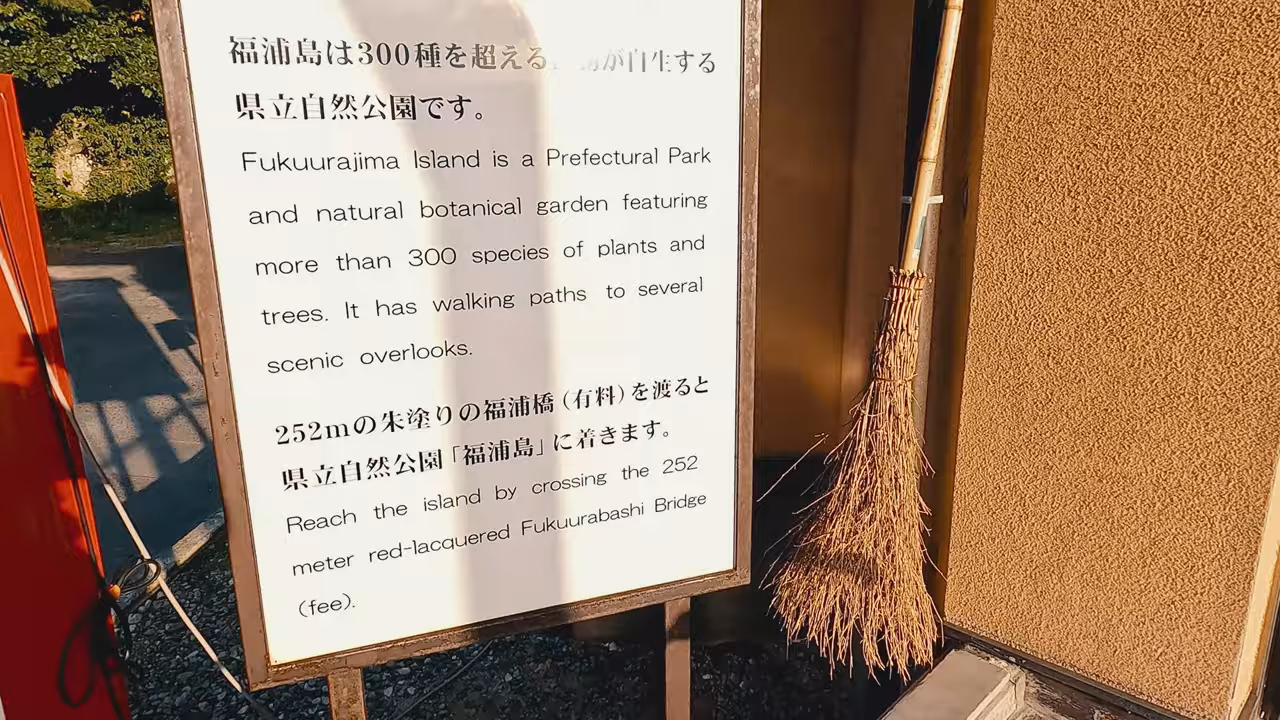 福浦島は300種を超える が自生する
県立自然公園です。
Fukuurajima Island is a Prefectural Park
and natural botanical garden featuring
more than 300 species of plants and
trees. It has walking paths to several
scenic overlooks.
252mの朱塗りの福浦橋(有料)を渡ると
県立自然公園「福浦島」に着きます。
Reach the island by crossing the 252
meter red-lacquered Fukuurabashi Bridge
(fee).